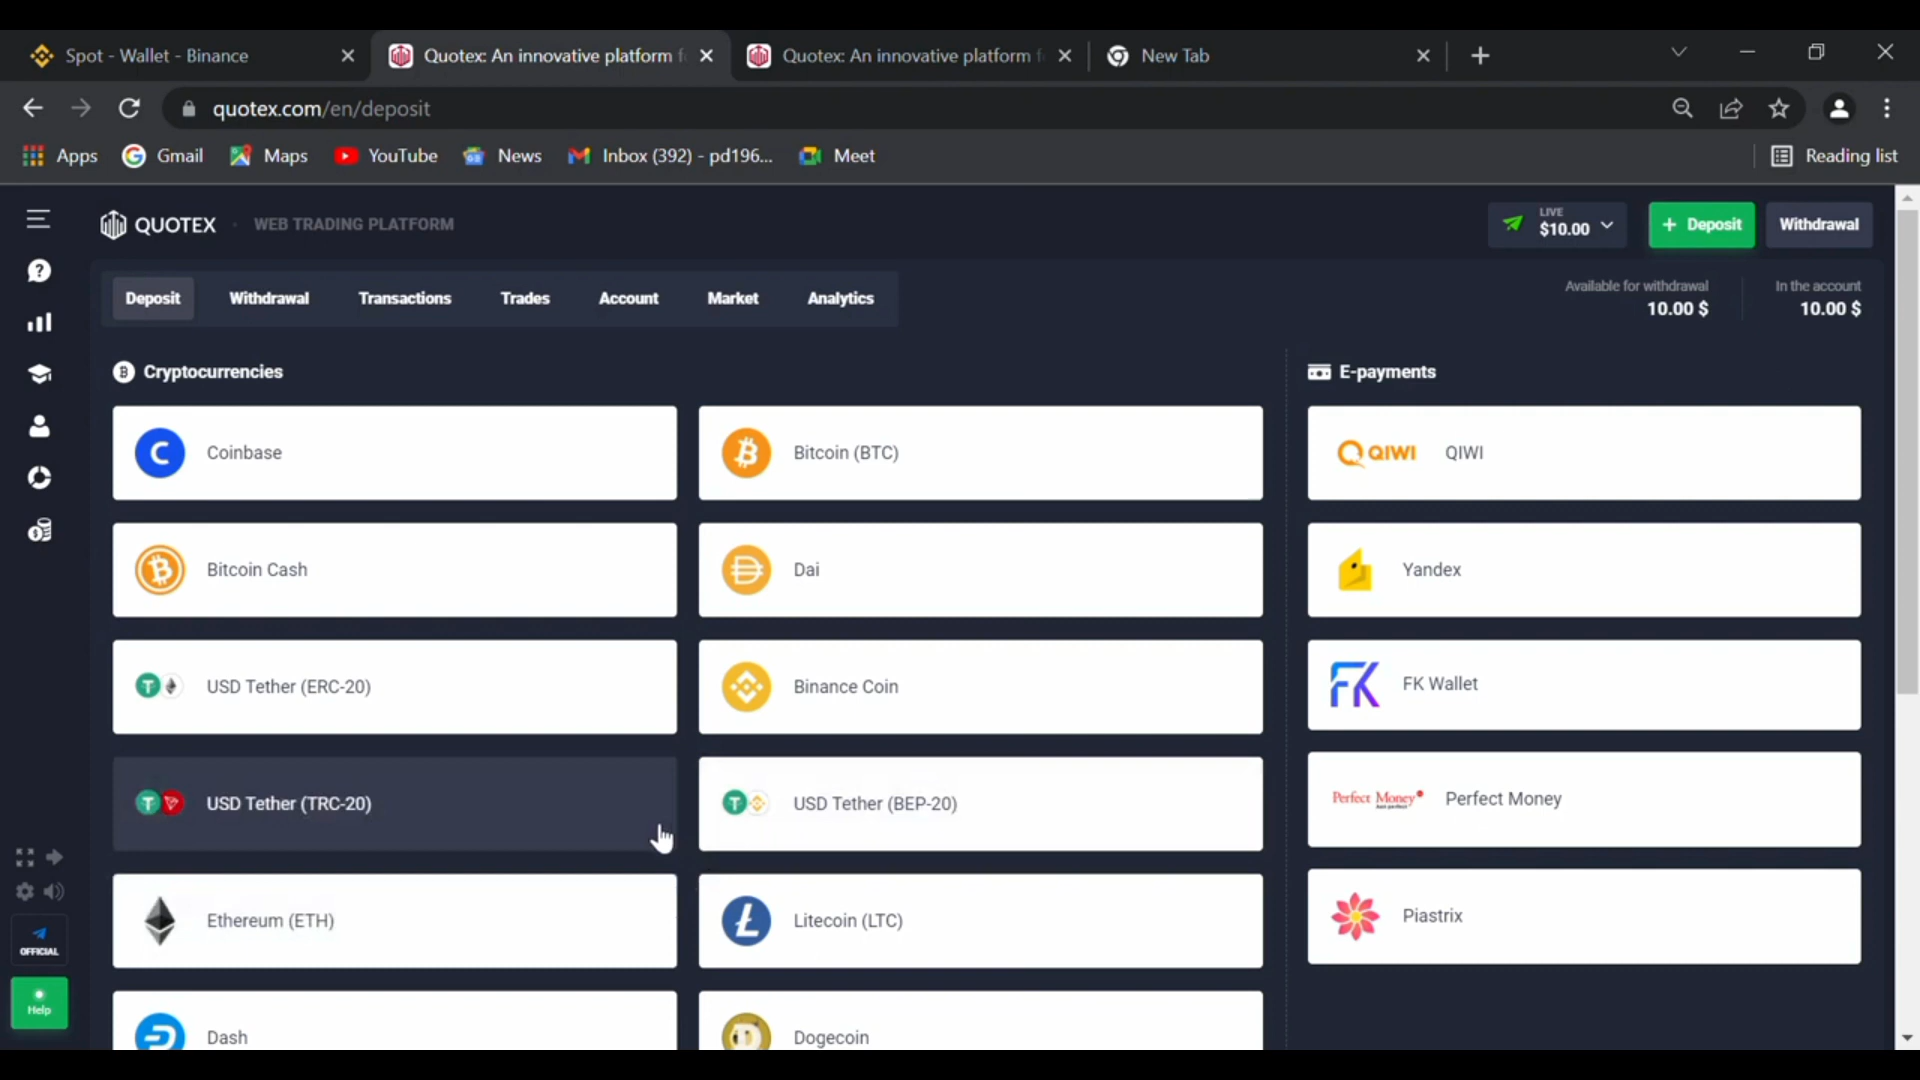 Spot - Wallet - Binance
Quotex: An innovative platform f
Quotex: An innovative platform f
New Tab
quotex.com/en/deposit
Apps
Gmail
Maps
YouTube
News
Inbox (392) - pd196...
Meet
Reading list
QUOTEX
WEB TRADING PLATFORM
LIVE
$10.00
+ Deposit
Withdrawal
Deposit
Withdrawal
Transactions
Trades
Account
Market
Analytics
Available for withdrawal
10.00 $
In the account
10.00 $
Cryptocurrencies
E-payments
Coinbase
Bitcoin (BTC)
QIWI QIWI
Bitcoin Cash
Dai
Yandex
USD Tether (ERC-20)
Binance Coin
FK Wallet
USD Tether (TRC-20)
USD Tether (BEP-20)
Perfect Money Perfect Money
Ethereum (ETH)
Litecoin (LTC)
Piastrix
OFFICIAL
Help
Dash
Dogecoin